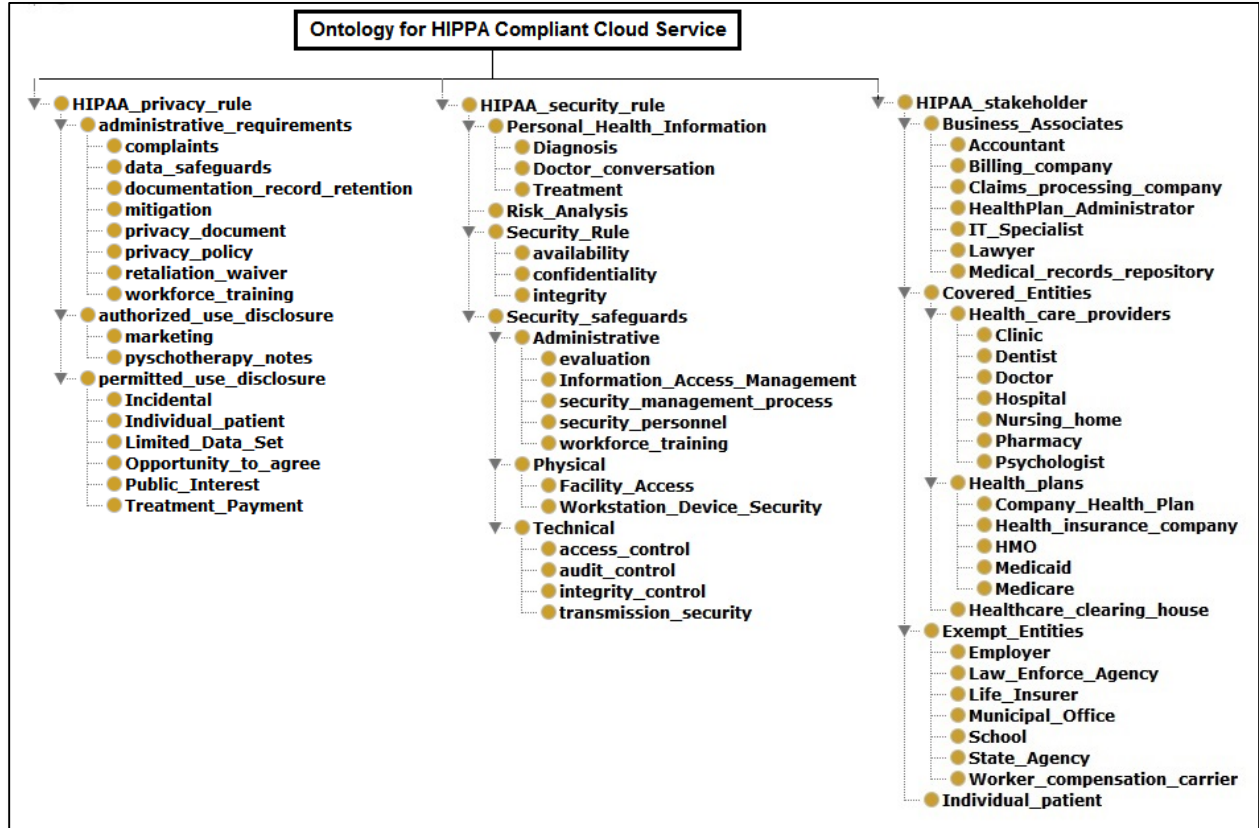 Ontology for HIPPA Compliant Cloud Service
HIPAA_privacy_rule
administrative_requirements
complaints
data_safeguards
documentation_record_retention
mitigation
privacy_document
privacy_policy
retaliation_waiver
workforce_training
authorized_use_disclosure
marketing
pyschotherapy_notes
permitted_use_disclosure
Incidental
Individual_patient
Limited_Data_Set
Opportunity_to_agree
Public_Interest
Treatment_Payment
HIPAA_security_rule
Personal_Health_Information
Diagnosis
Doctor_conversation
Treatment
Risk_Analysis
Security_Rule
availability
confidentiality
integrity
Security_safeguards
Administrative
evaluation
Information_Access_Management
security_management_process
security_personnel
workforce_training
Physical
Facility_Access
Workstation_Device_Security
Technical
access_control
audit_control
integrity_control
transmission_security
HIPAA_stakeholder
Business_Associates
Accountant
Billing_company
Claims_processing_company
HealthPlan_Administrator
IT_Specialist
Lawyer
Medical_records_repository
Covered_Entities
Health_care_providers
Clinic
Dentist
Doctor
Hospital
Nursing_home
Pharmacy
Psychologist
Health_plans
Company_Health_Plan
Health_insurance_company
HMO
Medicaid
Medicare
Healthcare_clearing_house
Exempt_Entities
Employer
Law_Enforce_Agency
Life_Insurer
Municipal_Office
School
State_Agency
Worker_compensation_carrier
Individual_patient